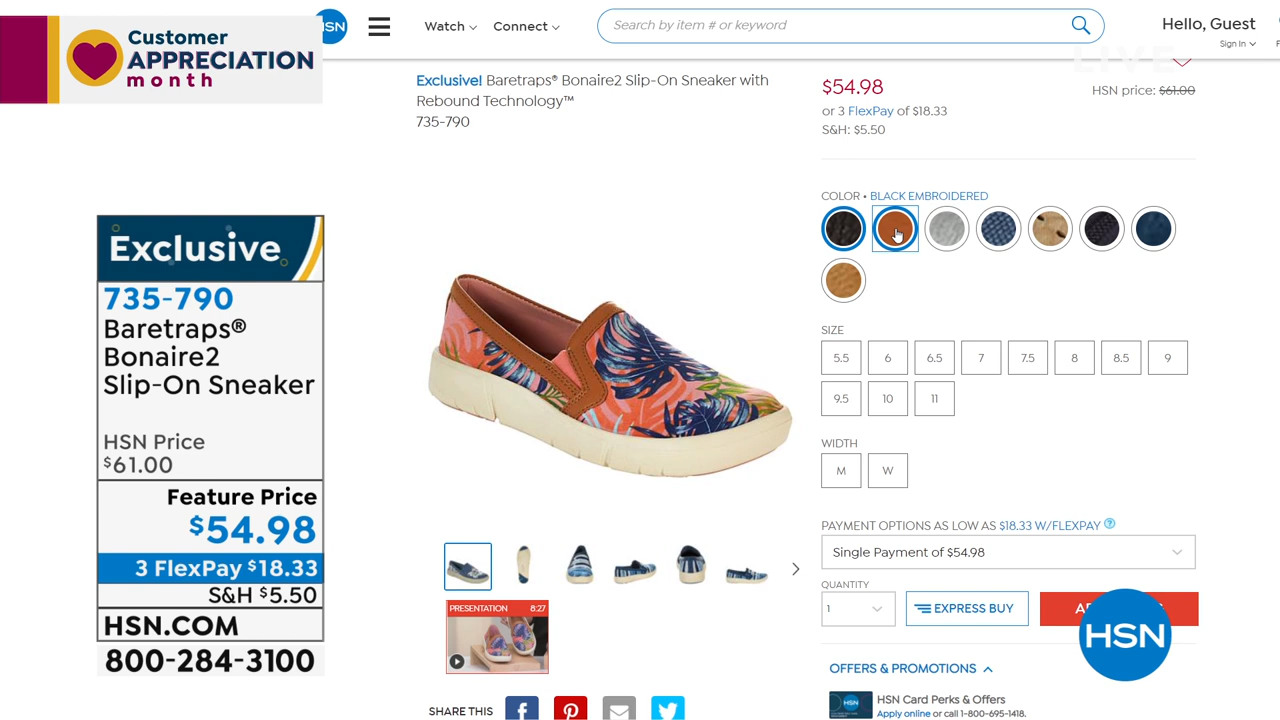 Customer
APPRECIATION
month
HSN
Watch
Connect
Search by item # or keyword
Hello, Guest
Sign In
LIVE
Exclusive! Baretraps® Bonaire2 Slip-On Sneaker with
Rebound Technology™
735-790
$54.98
HSN price: $61.00
or 3 FlexPay of $18.33
S&H: $5.50
COLOR • BLACK EMBROIDERED
SIZE
5.5 6 6.5 7 7.5 8 8.5 9
9.5 10 11
WIDTH
M W
PAYMENT OPTIONS AS LOW AS $18.33 W/FLEXPAY ?
Single Payment of $54.98
QUANTITY
1
EXPRESS BUY
HSN
OFFERS & PROMOTIONS
HSN
HSN Card Perks & Offers
Apply online or call 1-800-695-1418.
Exclusive
735-790
Baretraps®
Bonaire2
Slip-On Sneaker
HSN Price
$61.00
Feature Price
$54.98
3 FlexPay $18.33
S&H $5.50
HSN.COM
800-284-3100
PRESENTATION 8:27
SHARE THIS